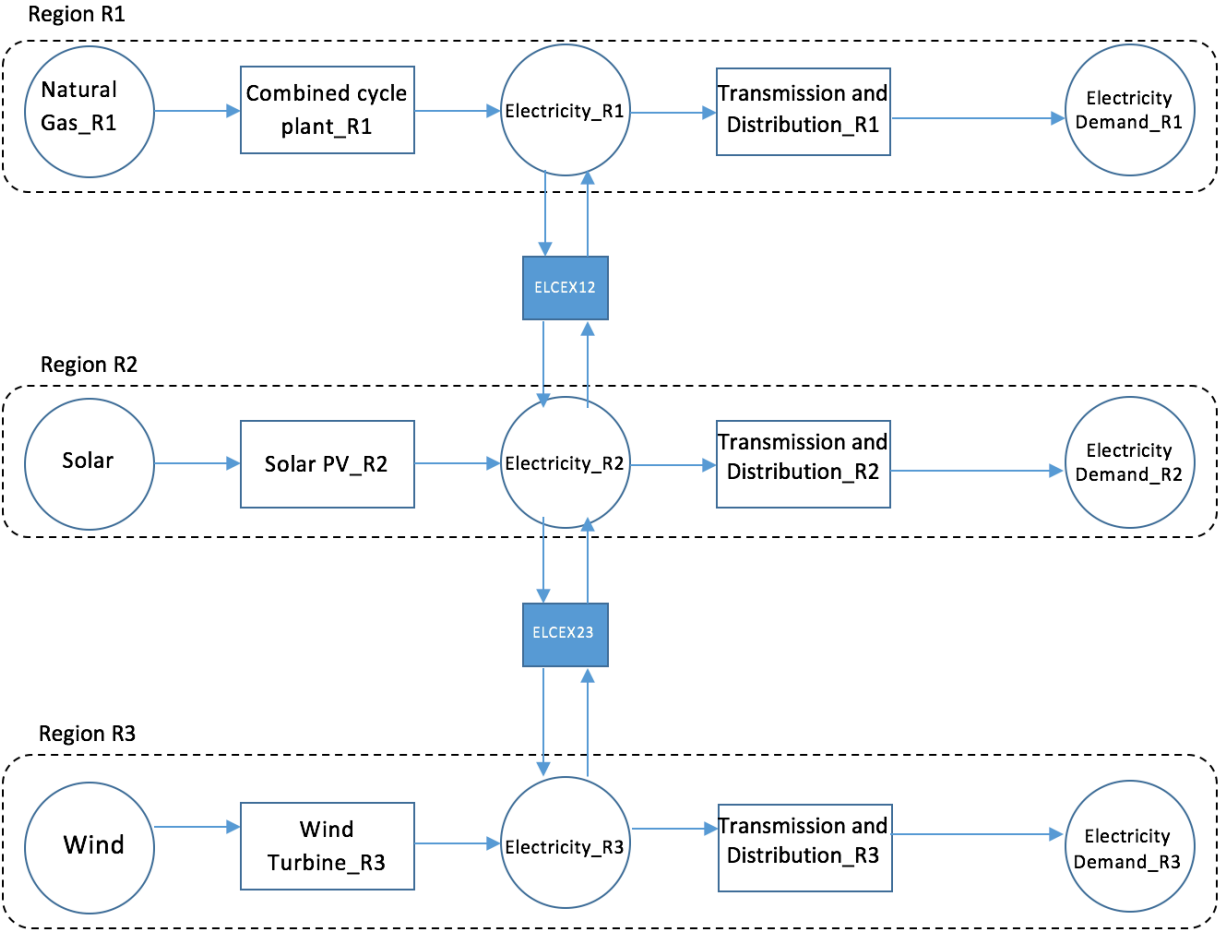 Region R1
Natural
Gas_R1
Combined cycle
plant_R1
Electricity_R1
Transmission and
Distribution_R1
Electricity
Demand_R1
ELCEX12
Region R2
Solar
Solar PV_R2
Electricity_R2
Transmission and
Distribution_R2
Electricity
Demand_R2
ELCEX23
Region R3
Wind
Wind
Turbine_R3
Electricity_R3
Transmission and
Distribution_R3
Electricity
Demand_R3